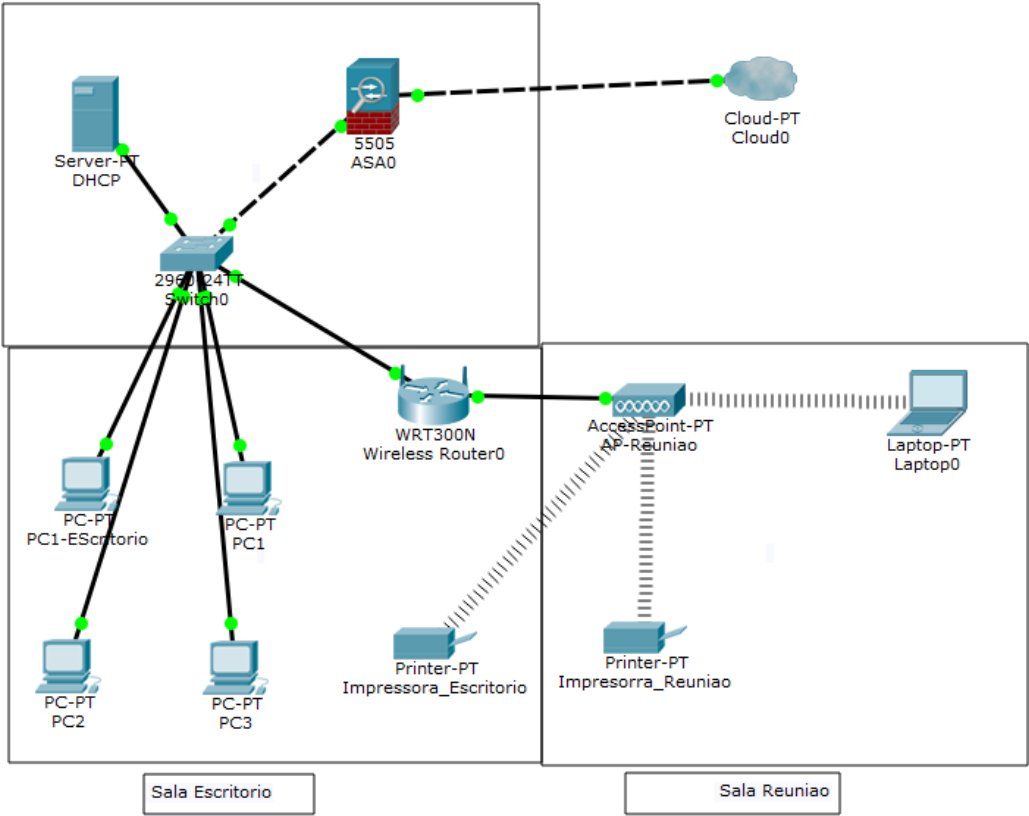 5505
ASA0
Cloud-PT
Cloud0
Server-PT
DHCP
2960-24TT
Switch0
WRT300N
Wireless Router0
AccessPoint-PT
AP-Reuniao
Laptop-PT
Laptop0
PC-PT
PC1-EScritorio
PC-PT
PC1
Printer-PT
Impressora_Escritorio
Printer-PT
Impresorra_Reuniao
PC-PT
PC2
PC-PT
PC3
Sala Escritorio
Sala Reuniao